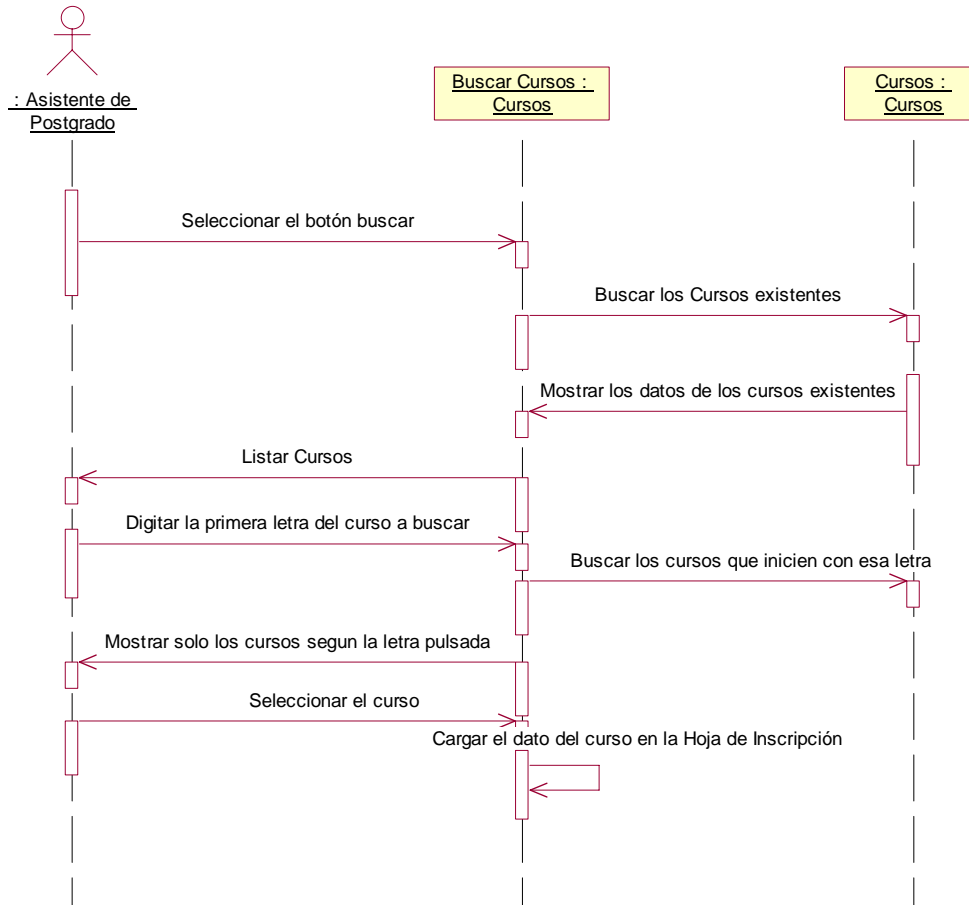 : Asistente de
Postgrado
Buscar Cursos :
Cursos
Cursos :
Cursos
Seleccionar el botón buscar
Buscar los Cursos existentes
Mostrar los datos de los cursos existentes
Listar Cursos
Digitar la primera letra del curso a buscar
Buscar los cursos que inicien con esa letra
Mostrar solo los cursos segun la letra pulsada
Seleccionar el curso
Cargar el dato del curso en la Hoja de Inscripción